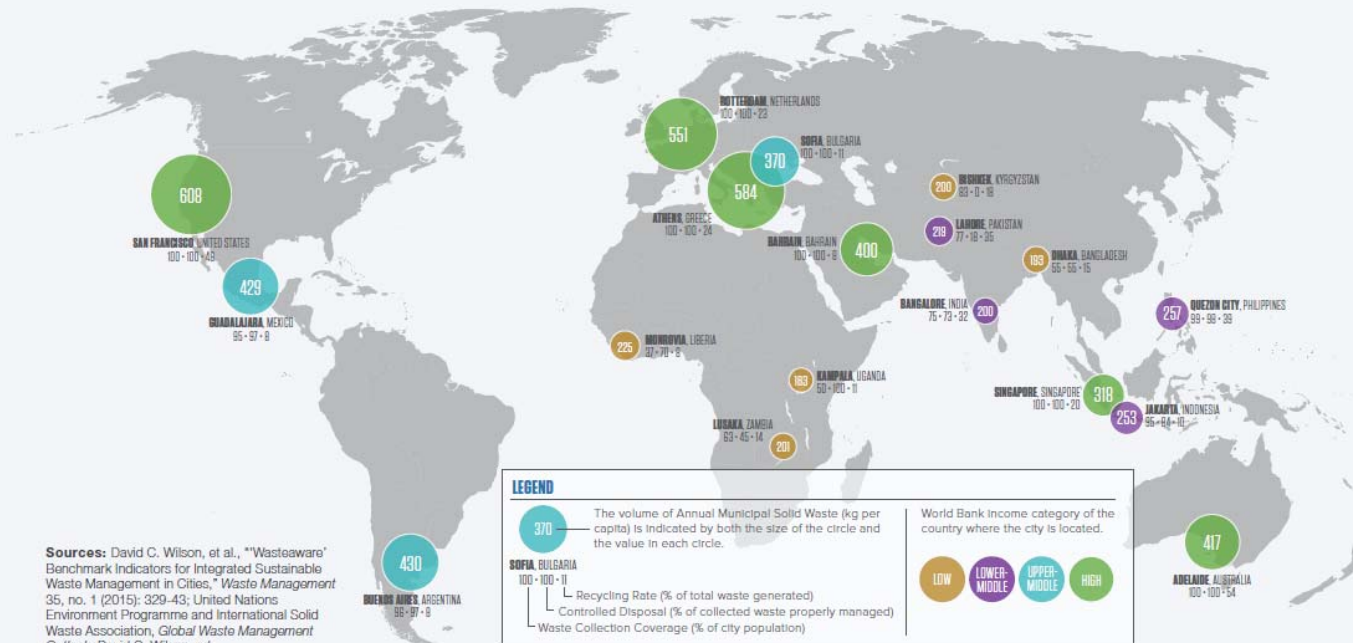 551
ROTTERDAM, NETHERLANDS
100 • 100 • 23
370
SOFIA, BULGARIA
100 • 100 • 11
584
ATHENS, GREECE
100 • 100 • 24
608
SAN FRANCISCO, UNITED STATES
100 • 100 •
429
GUADALAJARA, MEXICO
95 • 97 • 8
400
BAHRAIN, BAHRAIN
100 • 100 • 8
200
BISHKEK, KYRGYZSTAN
83 • 0 • 18
219
LAHORE, PAKISTAN
77 • 18 • 35
193
DHAKA, BANGLADESH
55 • 55 • 15
BANGALORE, INDIA
75 • 73 • 32
200
257
QUEZON CITY, PHILIPPINES
99 • 98 • 39
225
MONROVIA, LIBERIA
37 • 70 • 8
KAMPALA, UGANDA
50 • 100 • 11
LUSAKA, ZAMBIA
63 • 45 • 14
201
SINGAPORE, SINGAPORE
100 • 100 • 20
318
253
JAKARTA, INDONESIA
95 • 84 • 10
417
ADELAIDE, AUSTRALIA
100 • 100 • 54
430
BUENOS AIRES, ARGENTINA
96 • 97 •
LEGEND
370
The volume of Annual Municipal Solid Waste (kg per
capita) is indicated by both the size of the circle and
the value in each circle.
SOFIA, BULGARIA
100 • 100 • 11
Recycling Rate (% of total waste generated)
Controlled Disposal (% of collected waste properly managed)
Waste Collection Coverage (% of city population)
World Bank income category of the
country where the city is located.
LOW
LOWER-
MIDDLE
UPPER-
MIDDLE
HIGH
Sources: David C. Wilson, et al., "'Wasteaware'
Benchmark Indicators for Integrated Sustainable
Waste Management in Cities," Waste Management
35, no. 1 (2015): 329-43; United Nations
Environment Programme and International Solid
Waste Association, Global Waste Management